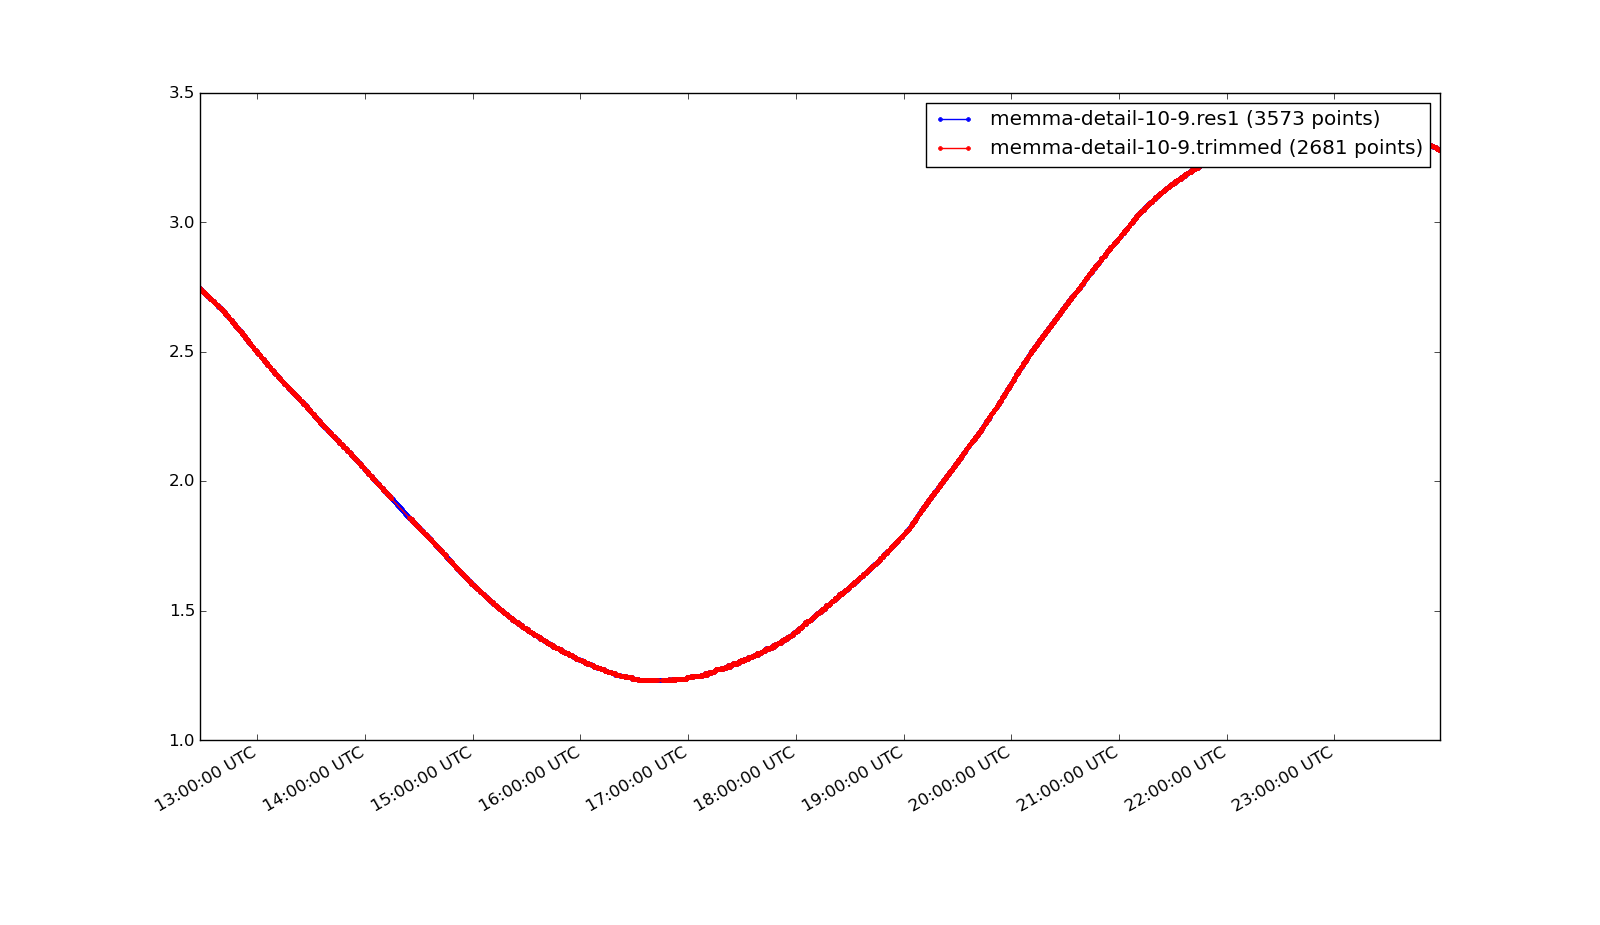 3.5
memma-detail-10-9.res1 (3573 points)
memma-detail-10-9.trimmed (2681 points)
3.0
2.5
2.0
1.5
1.0
13:00:00 UTC
14:00:00 UTC
15:00:00 UTC
16:00:00 UTC
17:00:00 UTC
18:00:00 UTC
19:00:00 UTC
20:00:00 UTC
21:00:00 UTC
22:00:00 UTC
23:00:00 UTC